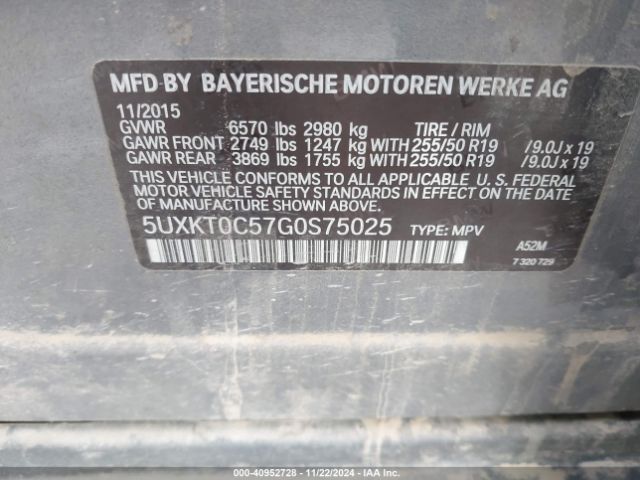 MFD BY BAYERISCHE MOTOREN WERKE AG
11/2015
GVWR 6570 lbs 2980 kg TIRE / RIM
GAWR FRONT 2749 lbs 1247 kg WITH 255/50 R19 /9.0J x 19
GAWR REAR 3869 lbs 1755 kg WITH 255/50 R19 /9.0J x 19
THIS VEHICLE CONFORMS TO ALL APPLICABLE U. S. FEDERAL
MOTOR VEHICLE SAFETY STANDARDS IN EFFECT ON THE DATE
OF MANUFACTURE SHOWN ABOVE.
5UXKT0C57G0S75025 TYPE: MPV
A52M
7 320 729
000-40952728 - 11/22/2024 - IAA Inc.